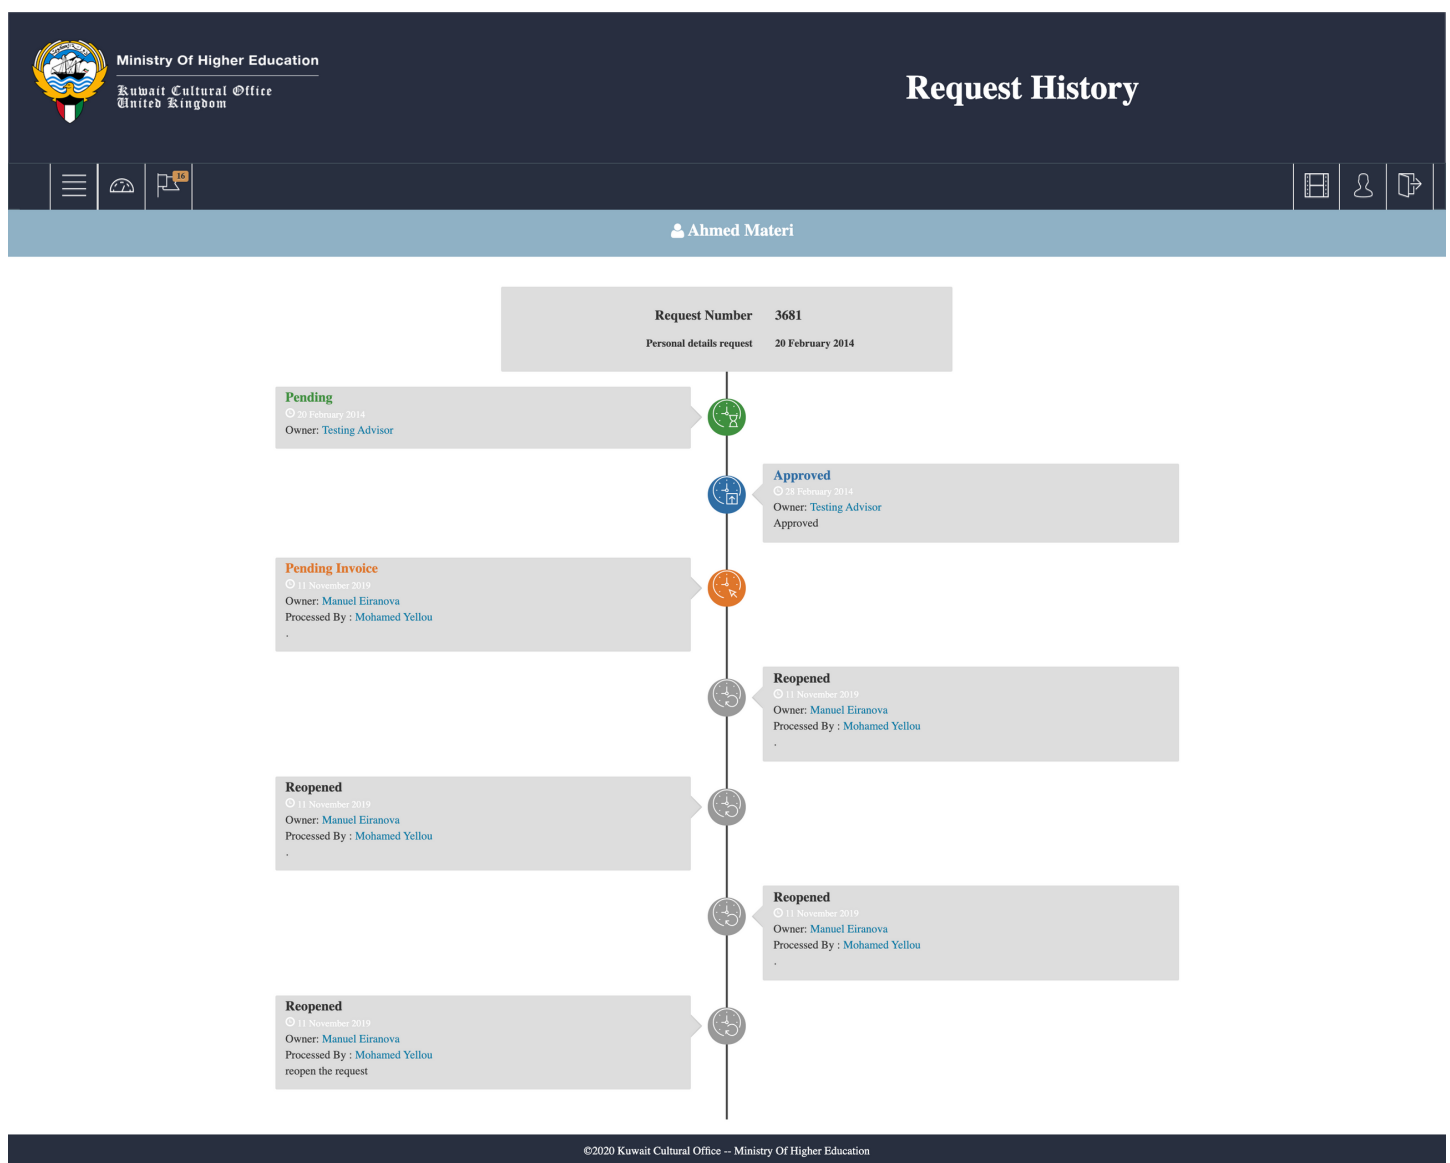 Ministry Of Higher Education
Kuwait Cultural Office
United Kingdom
Request History
16
Ahmed Materi
Request Number 3681
Personal details request 20 February 2014
Pending
20 February 2014
Owner: Testing Advisor
Approved
28 February 2014
Owner: Testing Advisor
Approved
Pending Invoice
11 November 2019
Owner: Manuel Eiranova
Processed By : Mohamed Yellou
.
Reopened
11 November 2019
Owner: Manuel Eiranova
Processed By : Mohamed Yellou
.
Reopened
11 November 2019
Owner: Manuel Eiranova
Processed By : Mohamed Yellou
.
Reopened
11 November 2019
Owner: Manuel Eiranova
Processed By : Mohamed Yellou
.
Reopened
11 November 2019
Owner: Manuel Eiranova
Processed By : Mohamed Yellou
reopen the request
©2020 Kuwait Cultural Office -- Ministry Of Higher Education